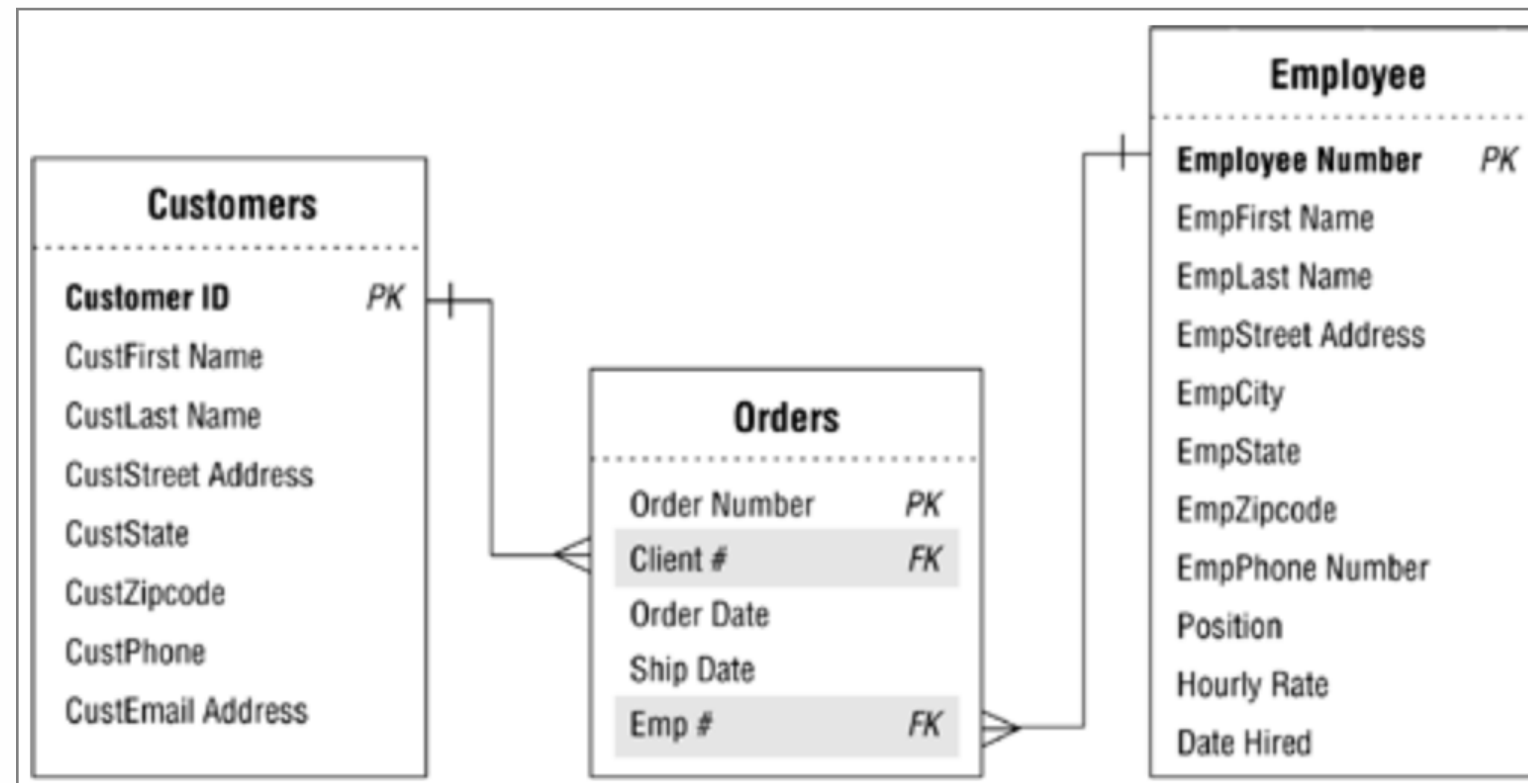 Customers
Customer ID PK
CustFirst Name
CustLast Name
CustStreet Address
CustState
CustZipcode
CustPhone
CustEmail Address
Orders
Order Number PK
Client # FK
Order Date
Ship Date
Emp # FK
Employee
Employee Number PK
EmpFirst Name
EmpLast Name
EmpStreet Address
EmpCity
EmpState
EmpZipcode
EmpPhone Number
Position
Hourly Rate
Date Hired